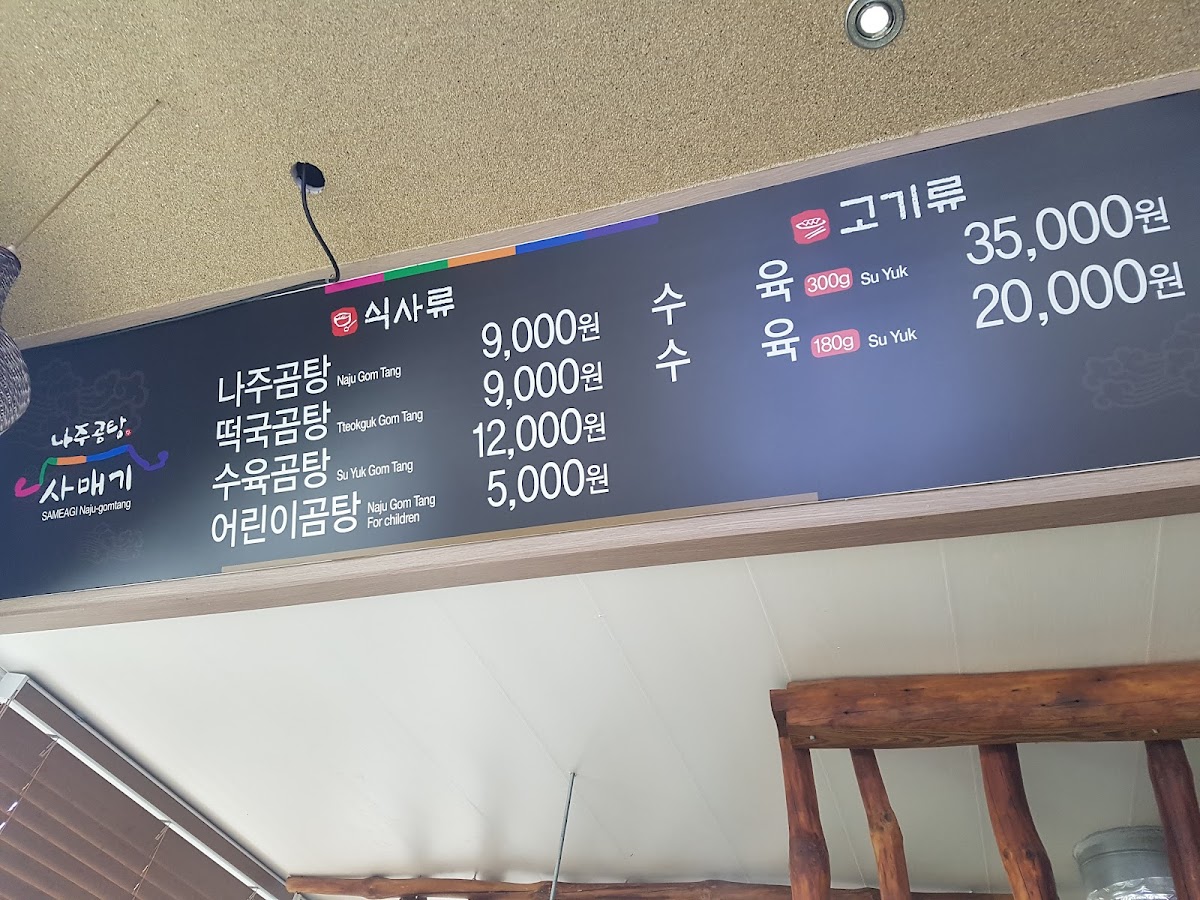 나주곰탕
사매기
SAMEAGI Naju-gomtang
식사류
나주곰탕 Naju Gom Tang 9,000원
떡국곰탕 Tteokguk Gom Tang 9,000원
수육곰탕 Su Yuk Gom Tang 12,000원
어린이곰탕 Naju Gom Tang For children 5,000원
고기류
수 육 300g Su Yuk 35,000원
수 육 180g Su Yuk 20,000원